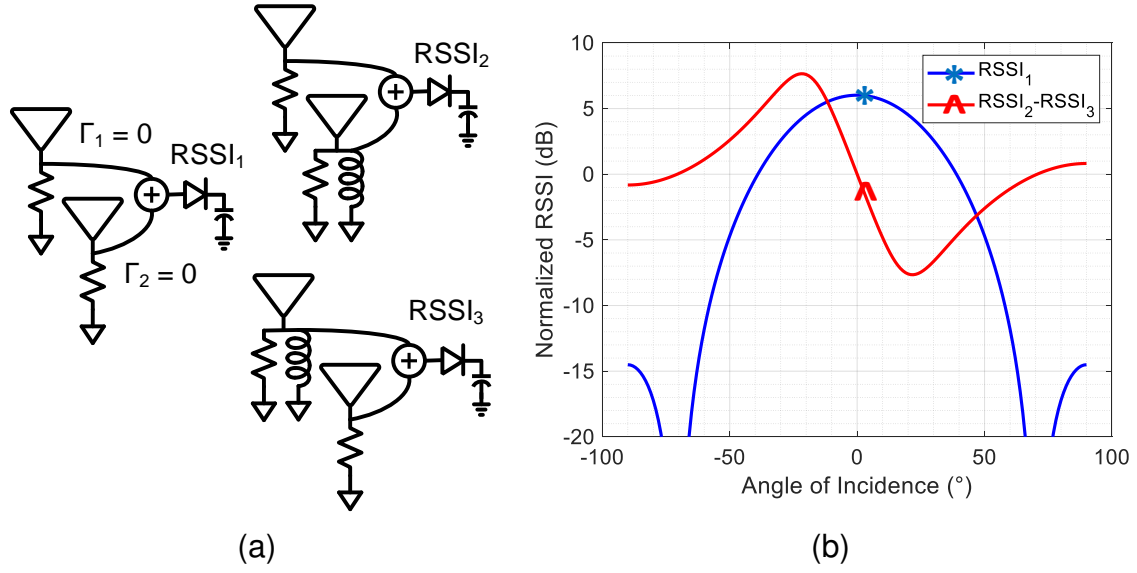 Γ₁ = 0
RSSI₁
Γ₂ = 0
RSSI₂
RSSI₃
+
+
+
(a)
Normalized RSSI (dB)
10
5
0
-5
-10
-15
-20
-100
-50
0
50
100
Angle of Incidence (°)
RSSI₁
RSSI₂-RSSI₃
(b)